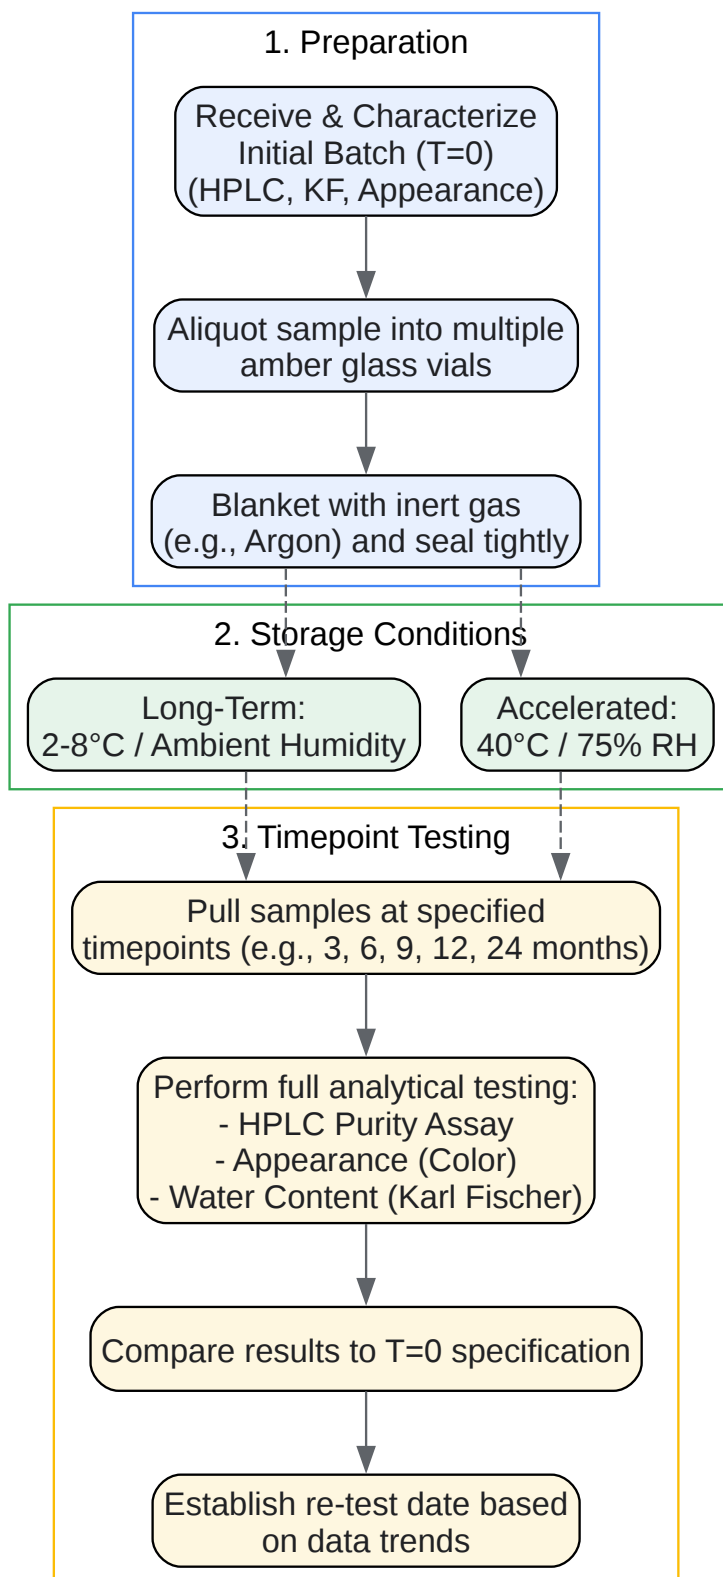 1. Preparation
Receive & Characterize
Initial Batch (T=0)
(HPLC, KF, Appearance)
Aliquot sample into multiple
amber glass vials
Blanket with inert gas
(e.g., Argon) and seal tightly
2. Storage Conditions
Long-Term:
2-8°C / Ambient Humidity
Accelerated:
40°C / 75% RH
3. Timepoint Testing
Pull samples at specified
timepoints (e.g., 3, 6, 9, 12, 24 months)
Perform full analytical testing:
- HPLC Purity Assay
- Appearance (Color)
- Water Content (Karl Fischer)
Compare results to T=0 specification
Establish re-test date based
on data trends